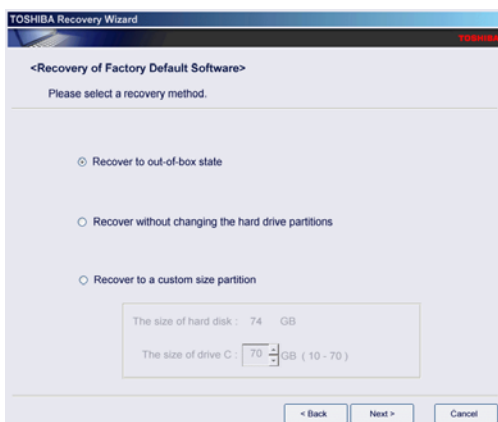 TOSHIBA Recovery Wizard
TOSHIBA
<Recovery of Factory Default Software>
Please select a recovery method.
Recover to out-of-box state
Recover without changing the hard drive partitions
Recover to a custom size partition
The size of hard disk : 74 GB
The size of drive C : 70 GB ( 10 - 70 )
< Back Next > Cancel